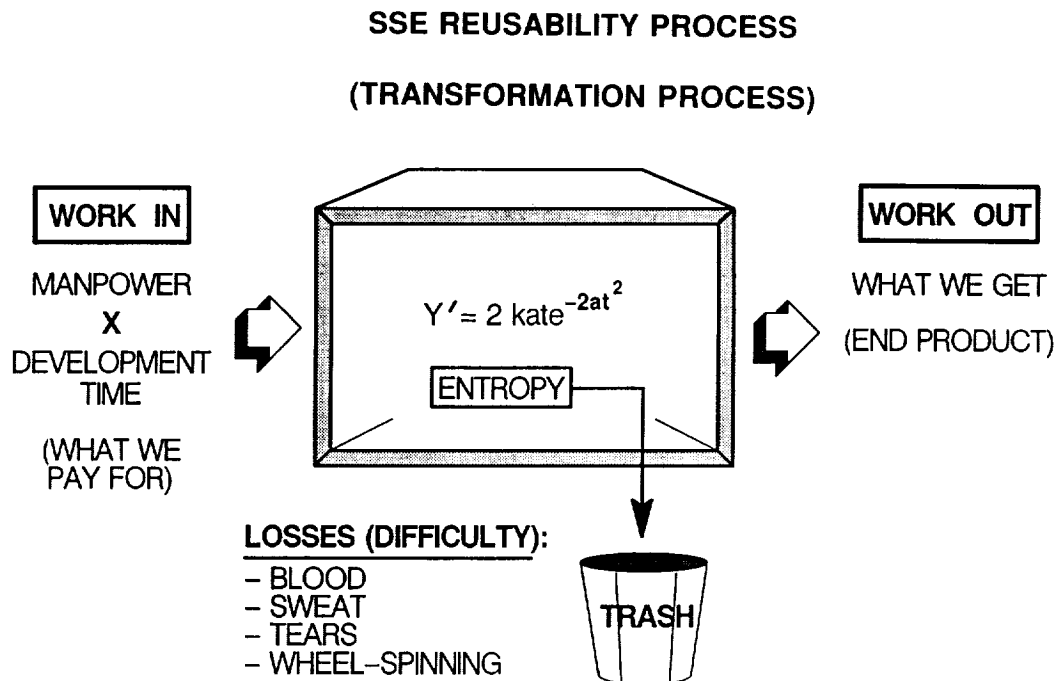 SSE REUSABILITY PROCESS
(TRANSFORMATION PROCESS)
WORK IN
MANPOWER
X
DEVELOPMENT
TIME
(WHAT WE
PAY FOR)
Y′ = 2 kate^{-2at^2}
ENTROPY
WORK OUT
WHAT WE GET
(END PRODUCT)
LOSSES (DIFFICULTY):
– BLOOD
– SWEAT
– TEARS
– WHEEL–SPINNING
TRASH